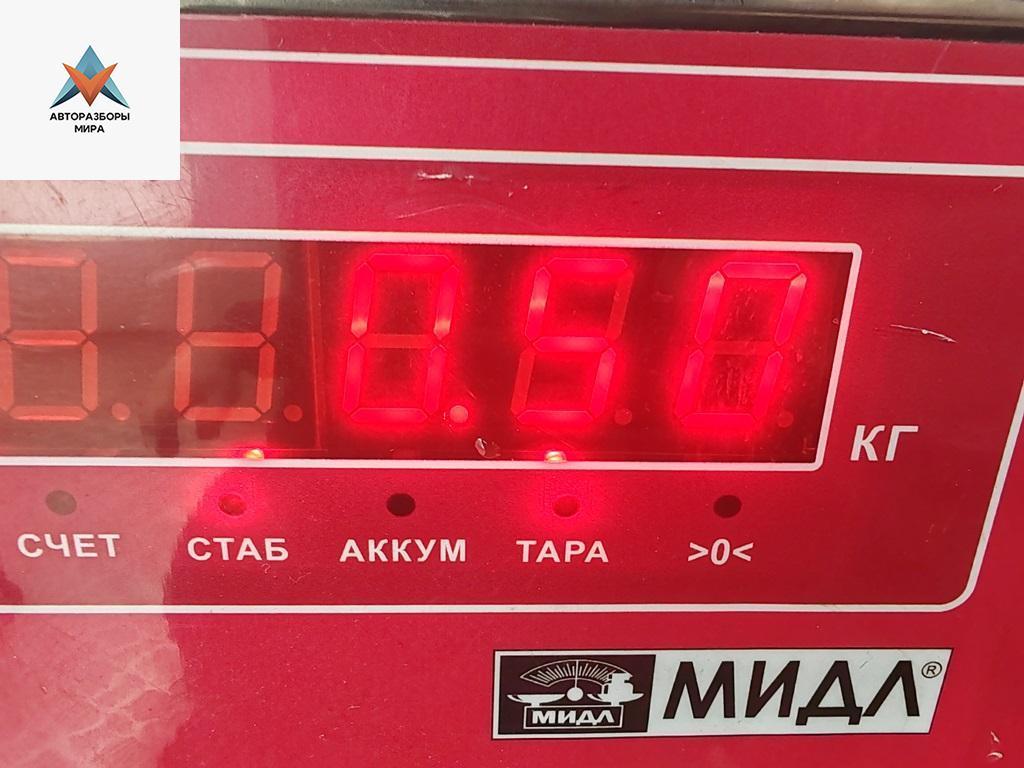 АВТОРАЗБОРЫ
МИРА
0.50
КГ
СЧЕТ СТАБ АККУМ ТАРА >0<
МИДЛ МИДЛ®